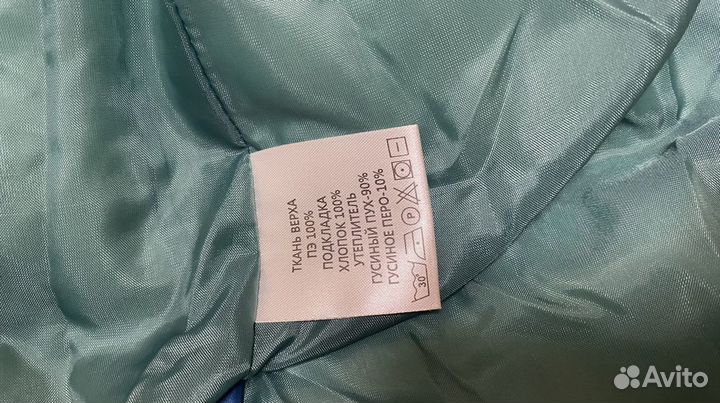 ТКАНЬ ВЕРХА
ПЭ 100%
ПОДКЛАДКА
ХЛОПОК 100%
УТЕПЛИТЕЛЬ
ГУСИНЫЙ ПУХ-90%
ГУСИНОЕ ПЕРО-10%
30° P
Avito